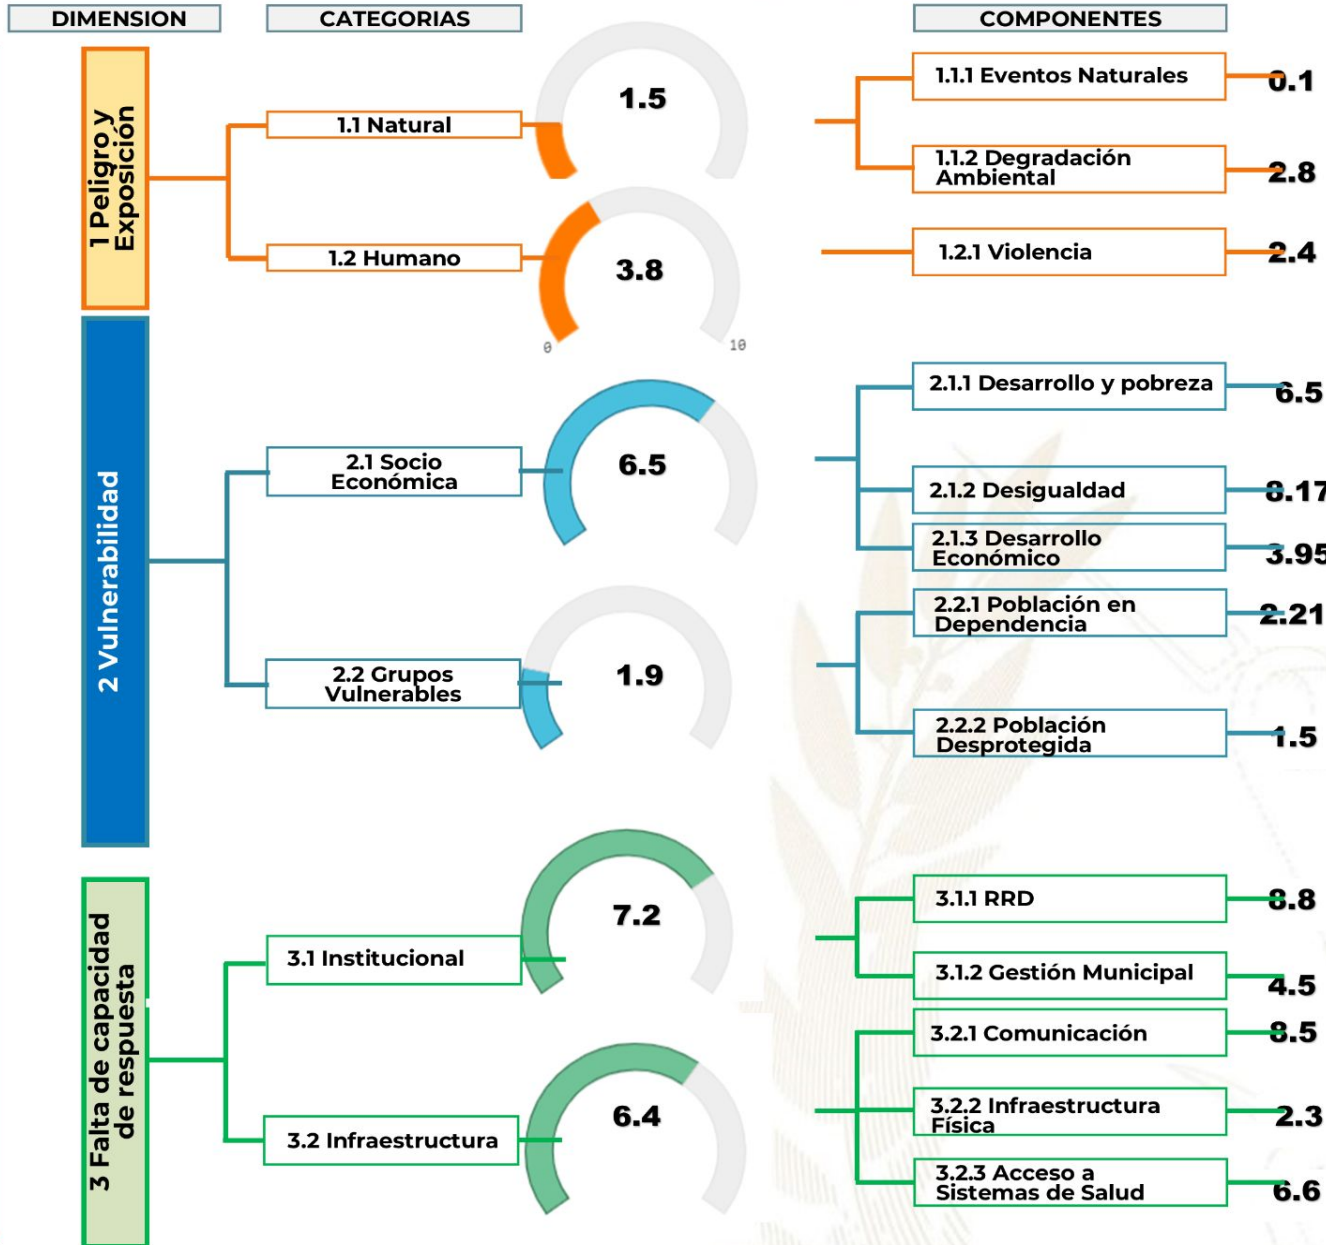 DIMENSION
CATEGORIAS
COMPONENTES
1 Peligro y
Exposición
1.1 Natural
1.5
1.1.1 Eventos Naturales
0.1
1.1.2 Degradación
Ambiental
2.8
1.2 Humano
3.8
0
10
1.2.1 Violencia
2.4
2 Vulnerabilidad
2.1 Socio
Económica
6.5
2.1.1 Desarrollo y pobreza
6.5
2.1.2 Desigualdad
8.17
2.1.3 Desarrollo
Económico
3.95
2.2 Grupos
Vulnerables
1.9
2.2.1 Población en
Dependencia
2.21
2.2.2 Población
Desprotegida
1.5
3 Falta de capacidad
de respuesta
3.1 Institucional
7.2
3.1.1 RRD
8.8
3.1.2 Gestión Municipal
4.5
3.2 Infraestructura
6.4
3.2.1 Comunicación
8.5
3.2.2 Infraestructura
Física
2.3
3.2.3 Acceso a
Sistemas de Salud
6.6